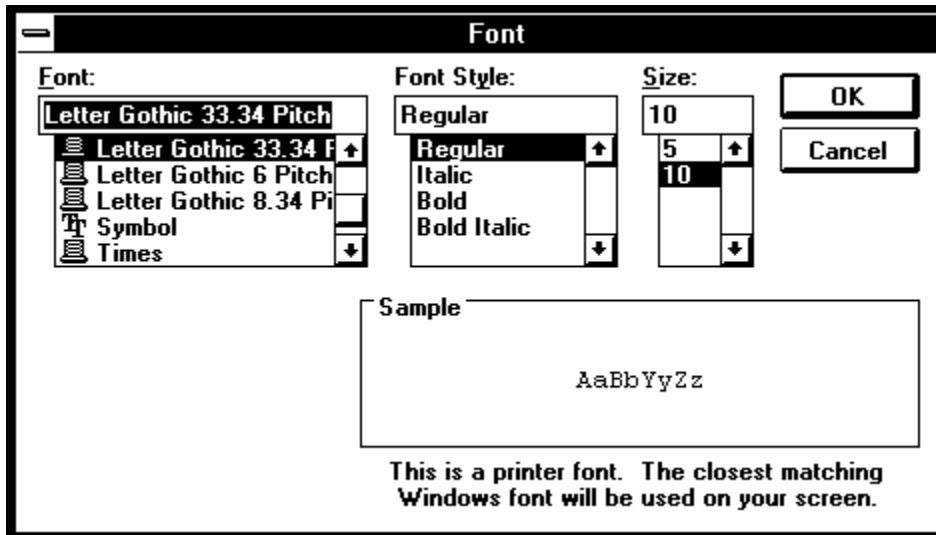 Font
Font: Font Style: Size:
Letter Gothic 33.34 Pitch Regular 10
OK
Cancel
Letter Gothic 33.34 P
Letter Gothic 6 Pitch
Letter Gothic 8.34 Pi
Symbol
Times
Regular
Italic
Bold
Bold Italic
5
10
Sample
AaBbYyZz
This is a printer font. The closest matching
Windows font will be used on your screen.